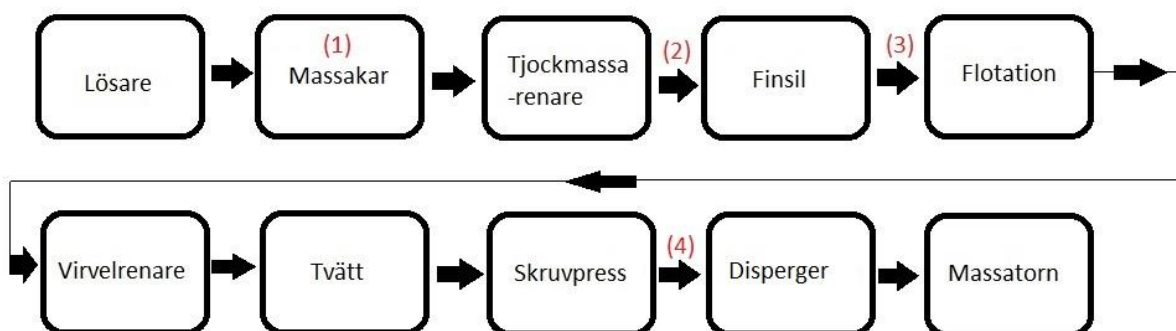 Lösare
(1)
Massakar
Tjockmassa
-renare
(2)
Finsil
(3)
Flotation
Virvelrenare
Tvätt
Skruvpress
(4)
Disperger
Massatorn